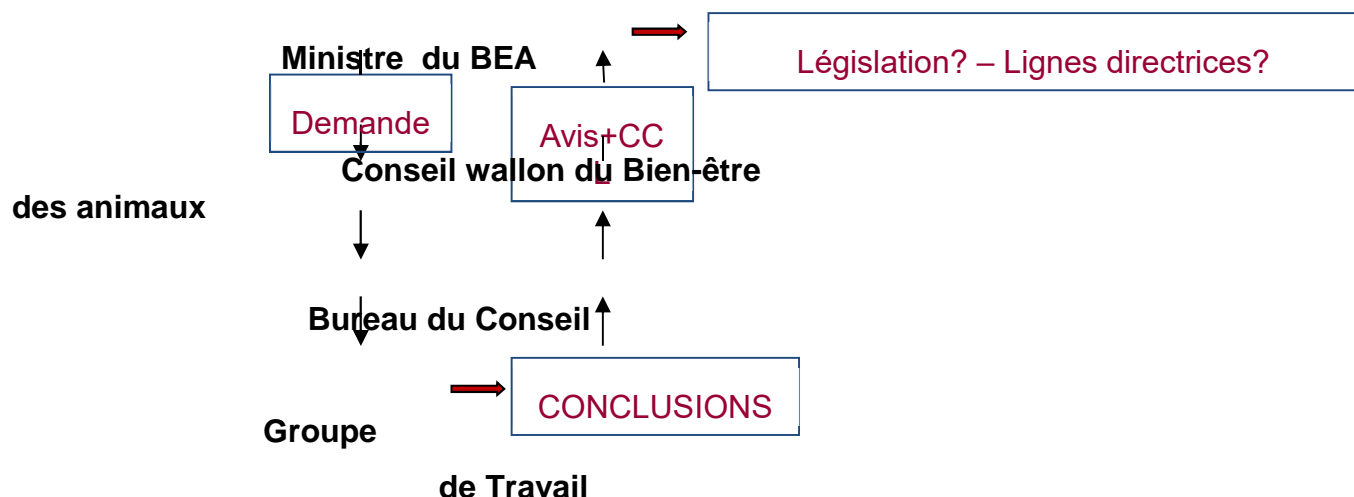 Ministre du BEA
Législation? – Lignes directrices?
Demande
Avis+CC
L
Conseil wallon du Bien-être
des animaux
Bureau du Conseil
CONCLUSIONS
Groupe
de Travail